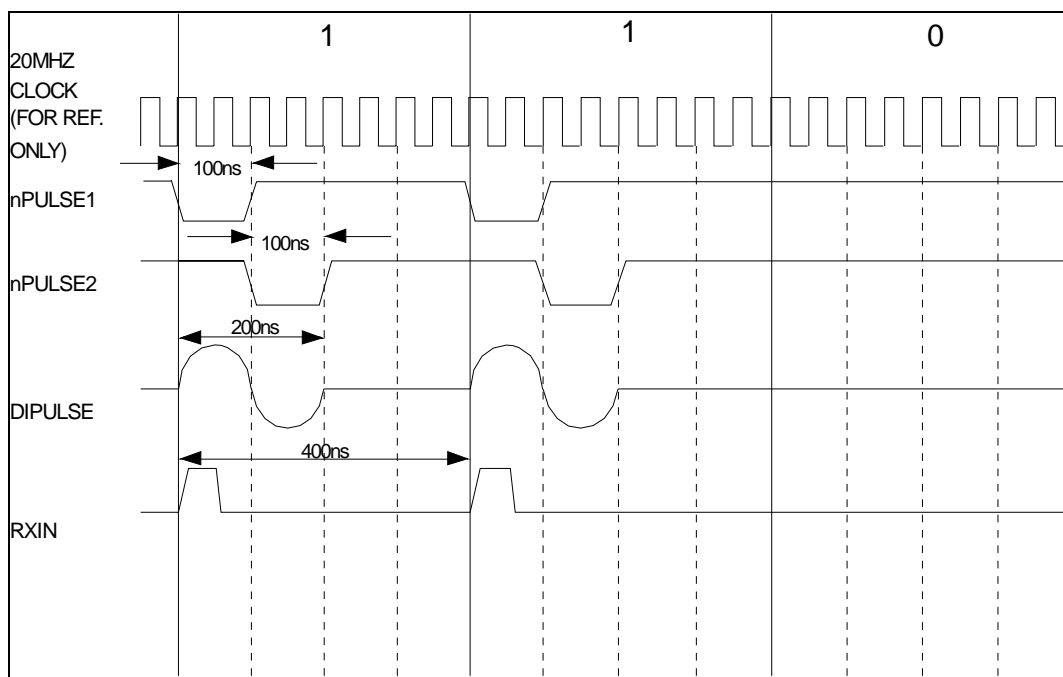 1 1 0
20MHZ
CLOCK
(FOR REF.
ONLY)
100ns
nPULSE1
100ns
nPULSE2
200ns
DIPULSE
400ns
RXIN